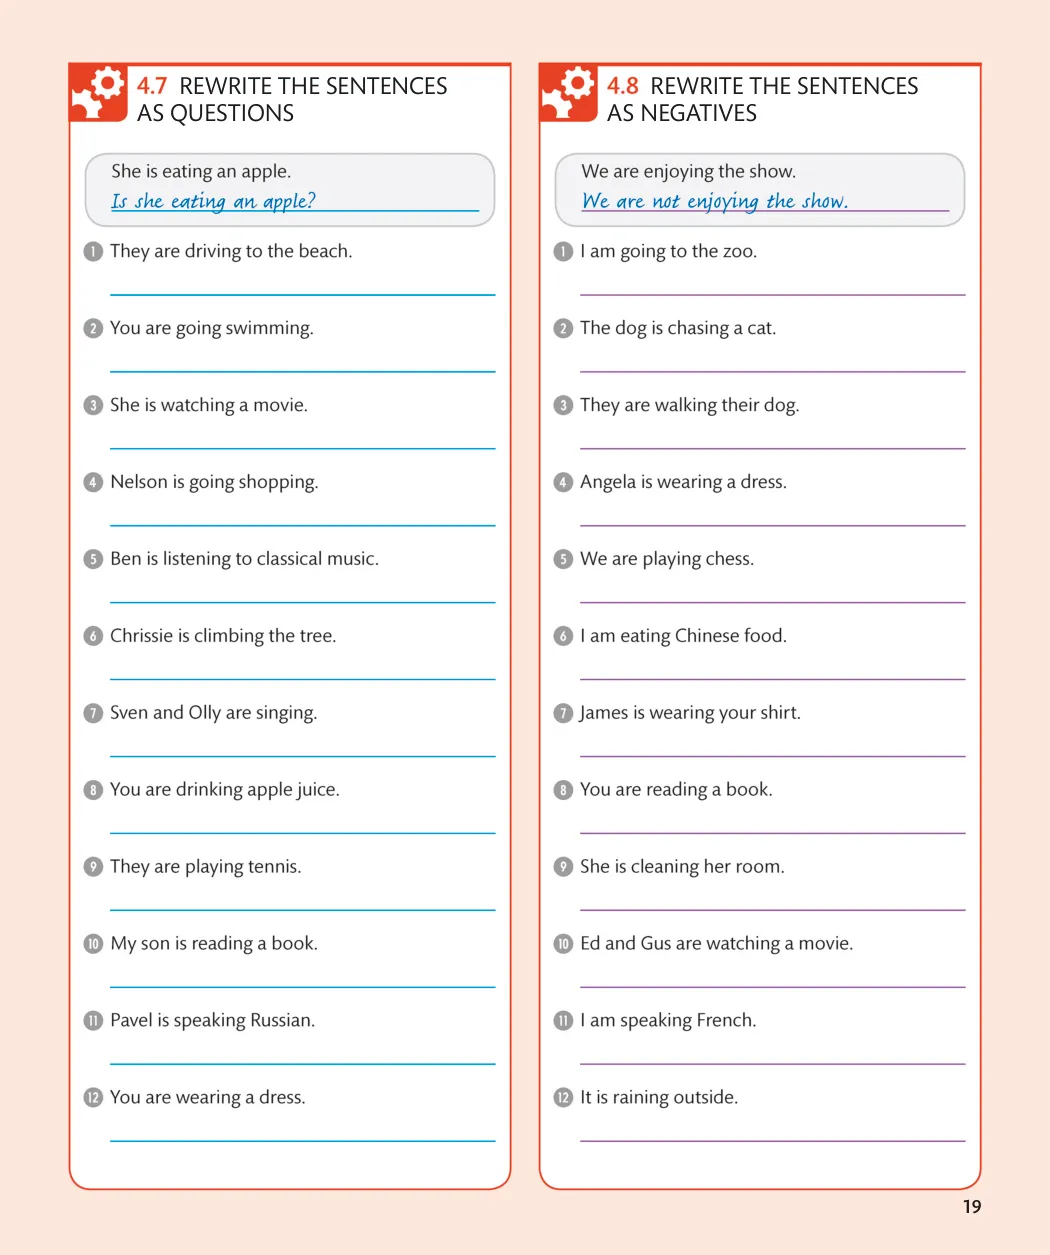 4.7 REWRITE THE SENTENCES
AS QUESTIONS
She is eating an apple.
Is she eating an apple?
1 They are driving to the beach.
2 You are going swimming.
3 She is watching a movie.
4 Nelson is going shopping.
5 Ben is listening to classical music.
6 Chrissie is climbing the tree.
7 Sven and Olly are singing.
8 You are drinking apple juice.
9 They are playing tennis.
10 My son is reading a book.
11 Pavel is speaking Russian.
12 You are wearing a dress.
4.8 REWRITE THE SENTENCES
AS NEGATIVES
We are enjoying the show.
We are not enjoying the show.
1 I am going to the zoo.
2 The dog is chasing a cat.
3 They are walking their dog.
4 Angela is wearing a dress.
5 We are playing chess.
6 I am eating Chinese food.
7 James is wearing your shirt.
8 You are reading a book.
9 She is cleaning her room.
10 Ed and Gus are watching a movie.
11 I am speaking French.
12 It is raining outside.
19